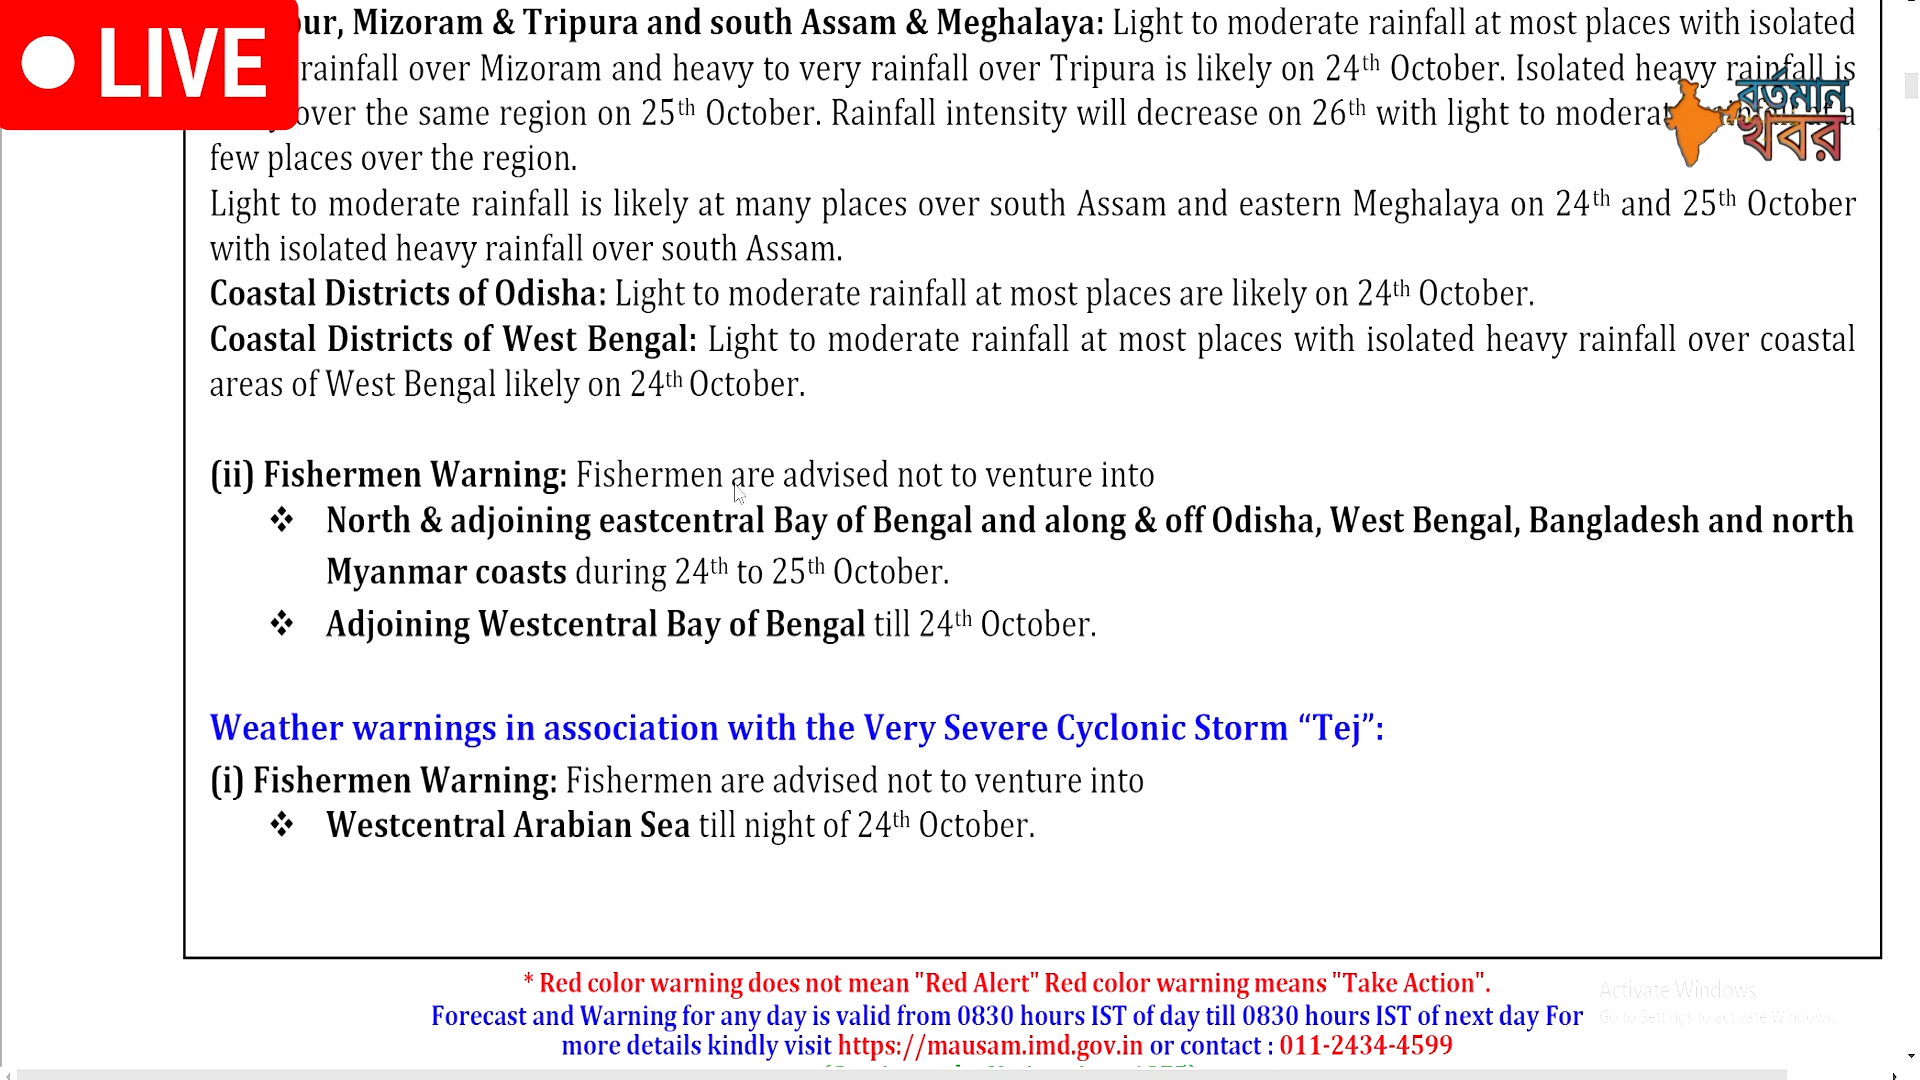 LIVE
our, Mizoram & Tripura and south Assam & Meghalaya: Light to moderate rainfall at most places with isolated
rainfall over Mizoram and heavy to very rainfall over Tripura is likely on 24th October. Isolated heavy rainfall is
over the same region on 25th October. Rainfall intensity will decrease on 26th with light to moderate
বর্তমান
খবর
few places over the region.
Light to moderate rainfall is likely at many places over south Assam and eastern Meghalaya on 24th and 25th October
with isolated heavy rainfall over south Assam.
Coastal Districts of Odisha: Light to moderate rainfall at most places are likely on 24th October.
Coastal Districts of West Bengal: Light to moderate rainfall at most places with isolated heavy rainfall over coastal
areas of West Bengal likely on 24th October.
(ii) Fishermen Warning: Fishermen are advised not to venture into
❖ North & adjoining eastcentral Bay of Bengal and along & off Odisha, West Bengal, Bangladesh and north
Myanmar coasts during 24th to 25th October.
❖ Adjoining Westcentral Bay of Bengal till 24th October.
Weather warnings in association with the Very Severe Cyclonic Storm “Tej”:
(i) Fishermen Warning: Fishermen are advised not to venture into
❖ Westcentral Arabian Sea till night of 24th October.
* Red color warning does not mean "Red Alert" Red color warning means "Take Action".
Forecast and Warning for any day is valid from 0830 hours IST of day till 0830 hours IST of next day For
more details kindly visit https://mausam.imd.gov.in or contact : 011-2434-4599
Activate Windows
Go to Settings to activate Windows.